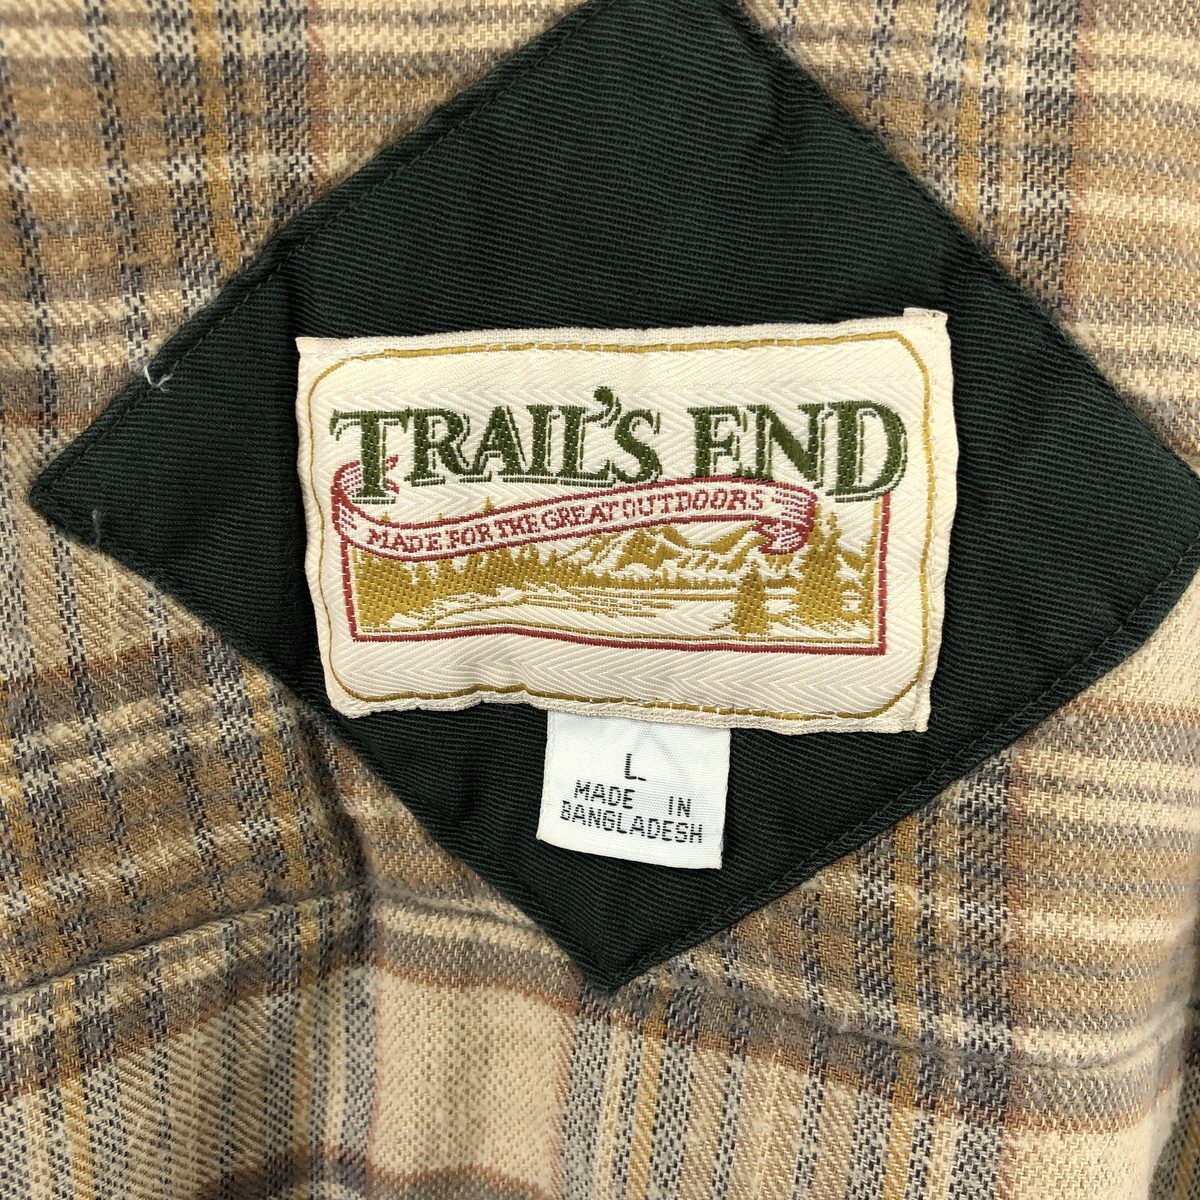 TRAIL'S END
MADE FOR THE GREAT OUTDOORS
L
MADE IN
BANGLADESH